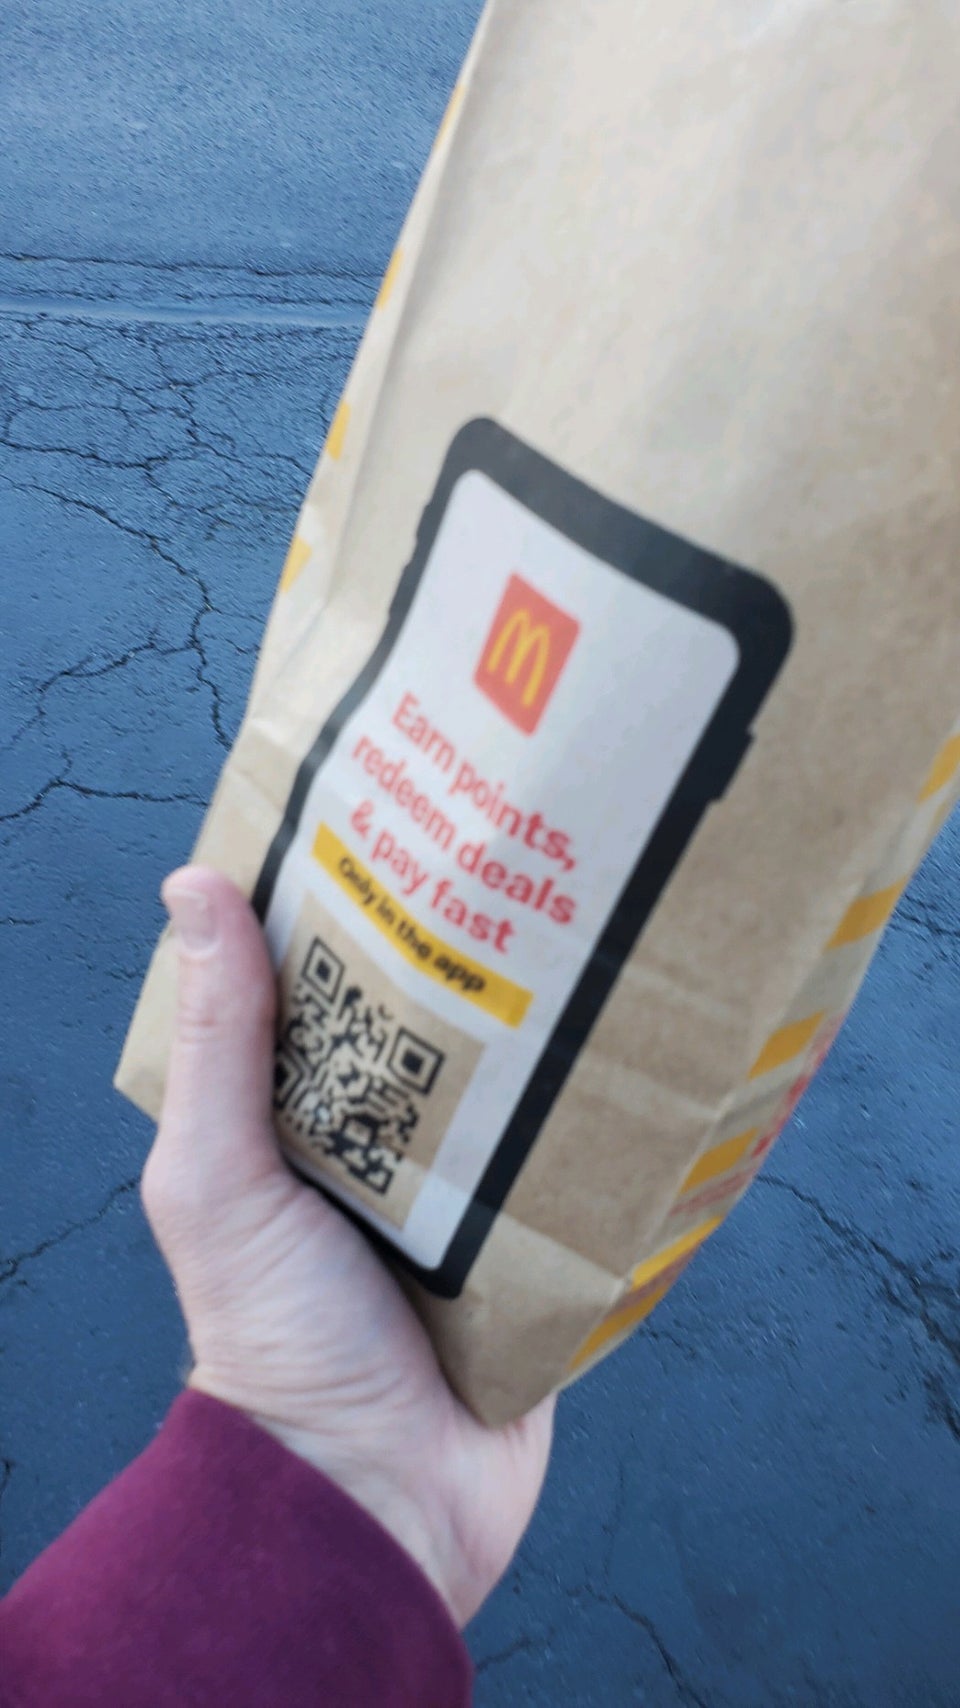 Earn points,
redeem deals
& pay fast
Only in the app